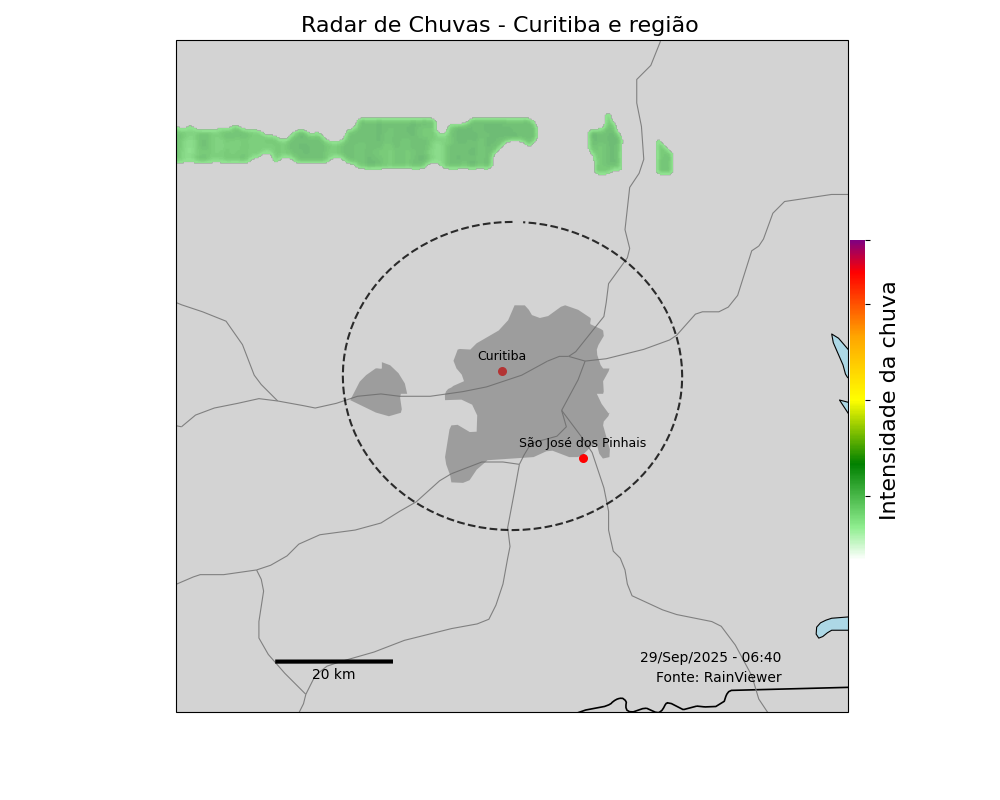 Radar de Chuvas - Curitiba e região
Curitiba
São José dos Pinhais
Intensidade da chuva
29/Sep/2025 - 06:40
20 km
Fonte: RainViewer